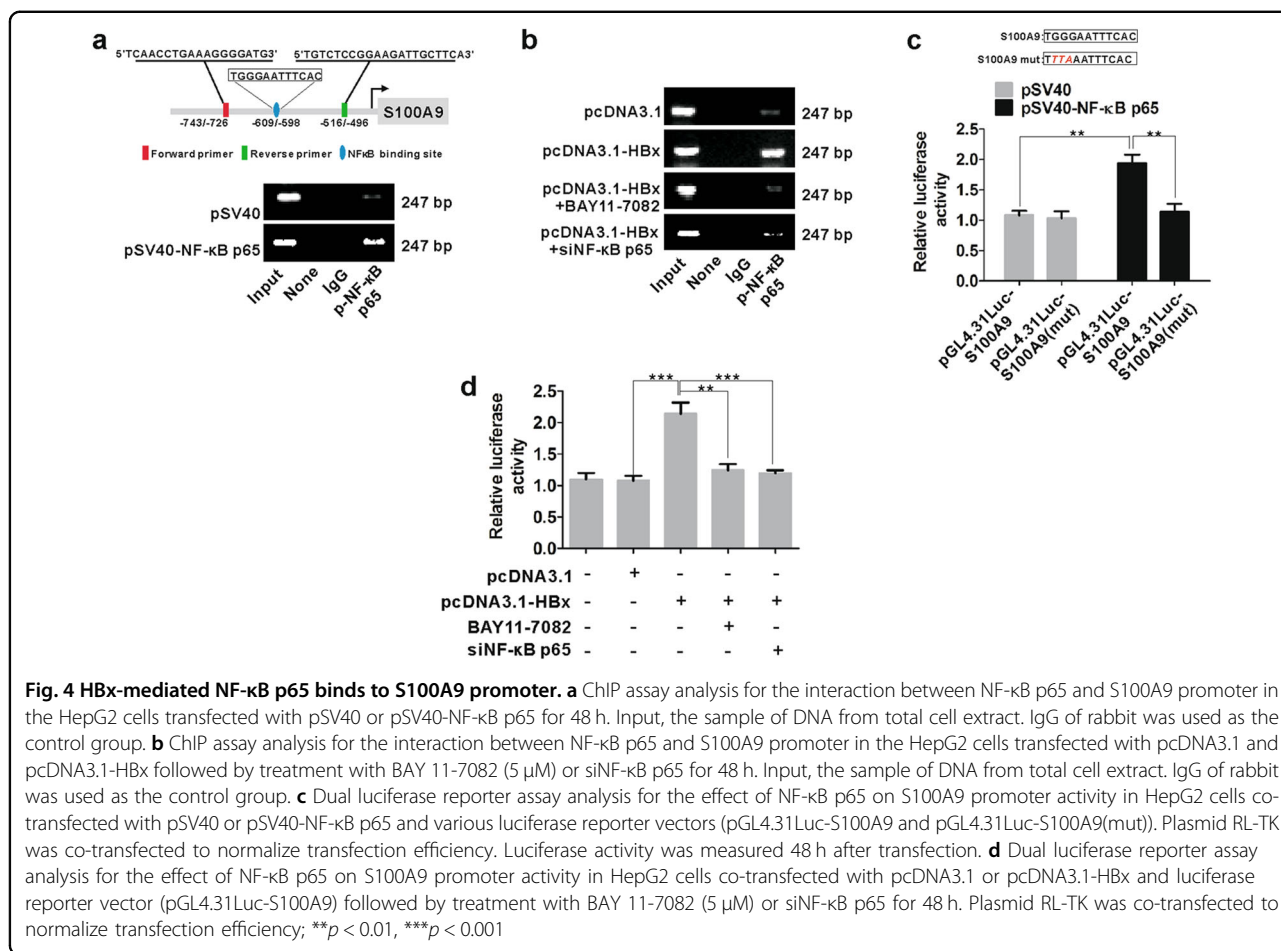 a
5'TCAACCTGAAAGGGGATG3' 5'TGTCTCCGGAAGATTGCTTCA3'
TGGGAATTTCAC
S100A9
-743/-726 -609/-598 -516/-496
Forward primer Reverse primer NFκB binding site
pSV40 247 bp
pSV40-NF-κB p65 247 bp
Input None IgG p-NF-κB p65
b
pcDNA3.1 247 bp
pcDNA3.1-HBx 247 bp
pcDNA3.1-HBx +BAY11-7082 247 bp
pcDNA3.1-HBx +siNF-κB p65 247 bp
Input None IgG p-NF-κB p65
c
S100A9:TGGGAATTTCAC
S100A9 mut:TTTAAATTTCAC
pSV40
pSV40-NF-κB p65
Relative luciferase activity
2.5
2.0
1.5
1.0
0.5
0.0
** **
pGL4.31Luc-S100A9 pGL4.31Luc-S100A9(mut) pGL4.31Luc-S100A9 pGL4.31Luc-S100A9(mut)
d
Relative luciferase activity
2.5
2.0
1.5
1.0
0.5
0.0
*** ** ***
pcDNA3.1 - + - - -
pcDNA3.1-HBx - - + + +
BAY11-7082 - - - + -
siNF-κB p65 - - - - +
Fig. 4 HBx-mediated NF-κB p65 binds to S100A9 promoter. a ChIP assay analysis for the interaction between NF-κB p65 and S100A9 promoter in
the HepG2 cells transfected with pSV40 or pSV40-NF-κB p65 for 48 h. Input, the sample of DNA from total cell extract. IgG of rabbit was used as the
control group. b ChIP assay analysis for the interaction between NF-κB p65 and S100A9 promoter in the HepG2 cells transfected with pcDNA3.1 and
pcDNA3.1-HBx followed by treatment with BAY 11-7082 (5 μM) or siNF-κB p65 for 48 h. Input, the sample of DNA from total cell extract. IgG of rabbit
was used as the control group. c Dual luciferase reporter assay analysis for the effect of NF-κB p65 on S100A9 promoter activity in HepG2 cells co-
transfected with pSV40 or pSV40-NF-κB p65 and various luciferase reporter vectors (pGL4.31Luc-S100A9 and pGL4.31Luc-S100A9(mut)). Plasmid RL-TK
was co-transfected to normalize transfection efficiency. Luciferase activity was measured 48 h after transfection. d Dual luciferase reporter assay
analysis for the effect of NF-κB p65 on S100A9 promoter activity in HepG2 cells co-transfected with pcDNA3.1 or pcDNA3.1-HBx and luciferase
reporter vector (pGL4.31Luc-S100A9) followed by treatment with BAY 11-7082 (5 μM) or siNF-κB p65 for 48 h. Plasmid RL-TK was co-transfected to
normalize transfection efficiency; **p < 0.01, ***p < 0.001